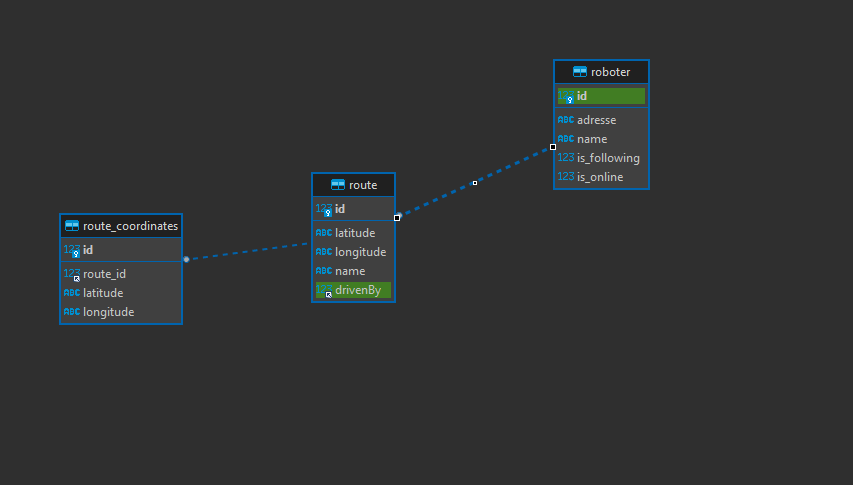 roboter
123 id
ABC adresse
ABC name
123 is_following
123 is_online
route
123 id
ABC latitude
ABC longitude
ABC name
123 drivenBy
route_coordinates
123 id
123 route_id
ABC latitude
ABC longitude